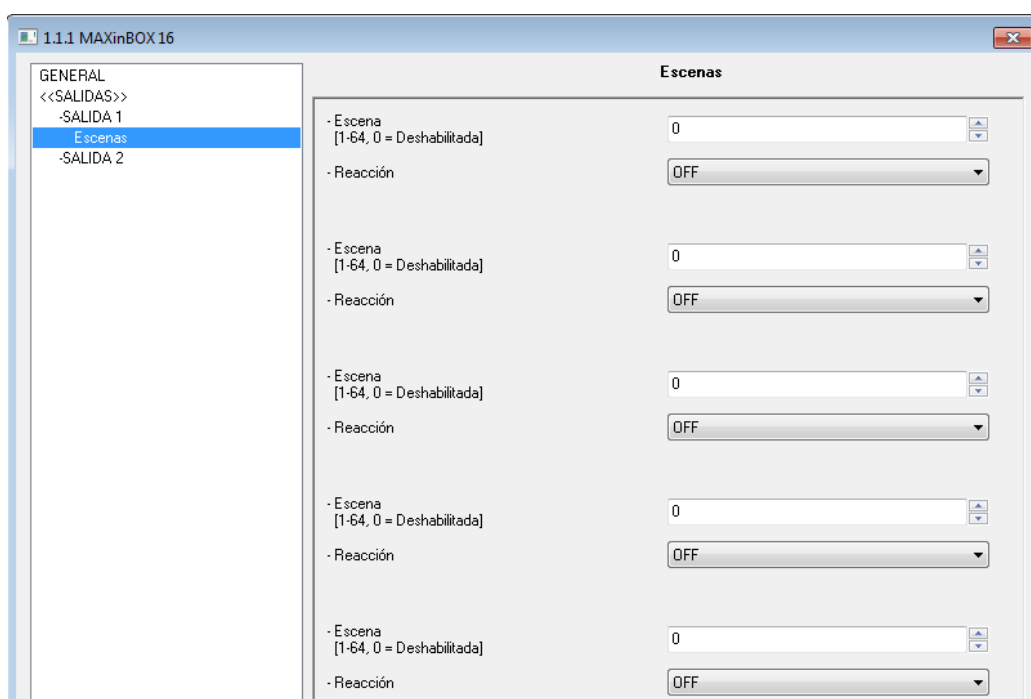 1.1.1 MAXinBOX 16
GENERAL
<<SALIDAS>>
-SALIDA 1
Escenas
-SALIDA 2
Escenas
- Escena
[1-64, 0 = Deshabilitada]
0
- Reacción
OFF
- Escena
[1-64, 0 = Deshabilitada]
0
- Reacción
OFF
- Escena
[1-64, 0 = Deshabilitada]
0
- Reacción
OFF
- Escena
[1-64, 0 = Deshabilitada]
0
- Reacción
OFF
- Escena
[1-64, 0 = Deshabilitada]
0
- Reacción
OFF